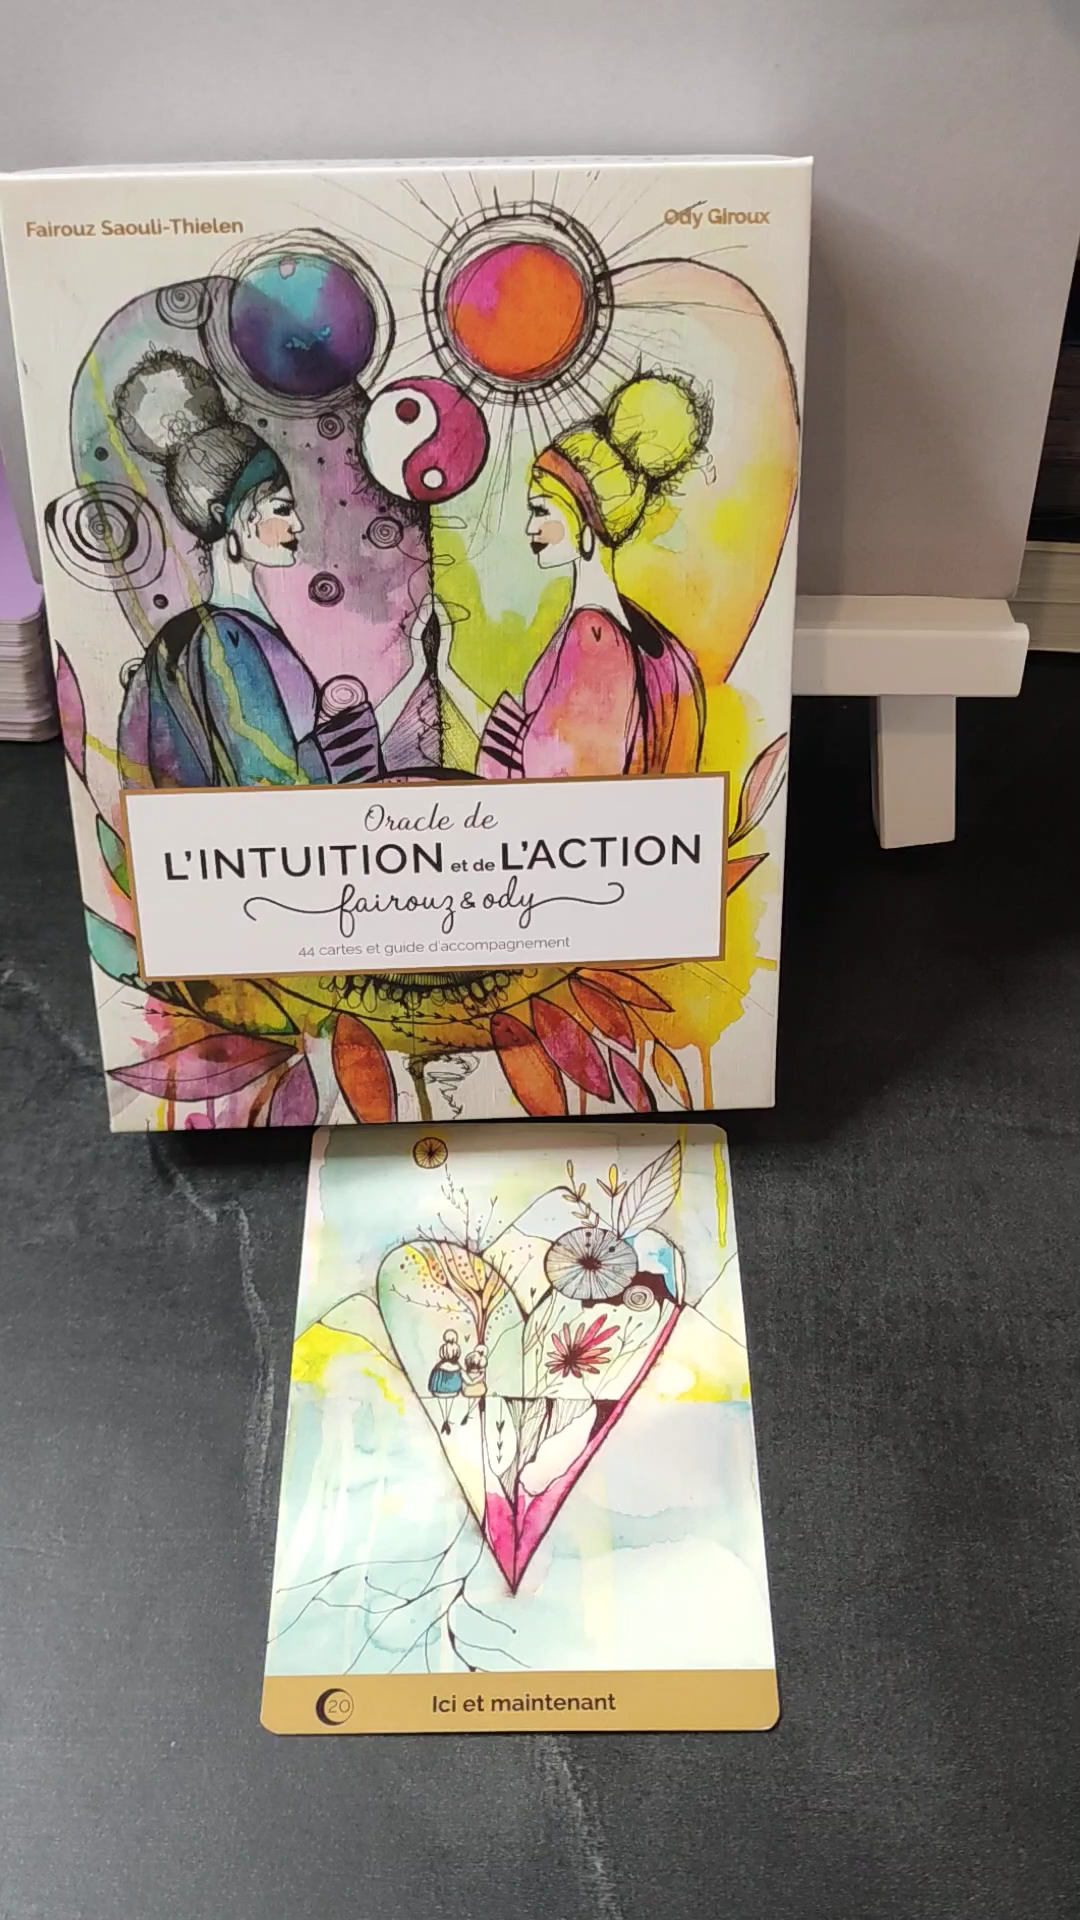 Fairouz Saouli-Thielen
Ody Giroux
Oracle de
L'INTUITION et de L'ACTION
fairouz & ody
44 cartes et guide d'accompagnement
20
Ici et maintenant